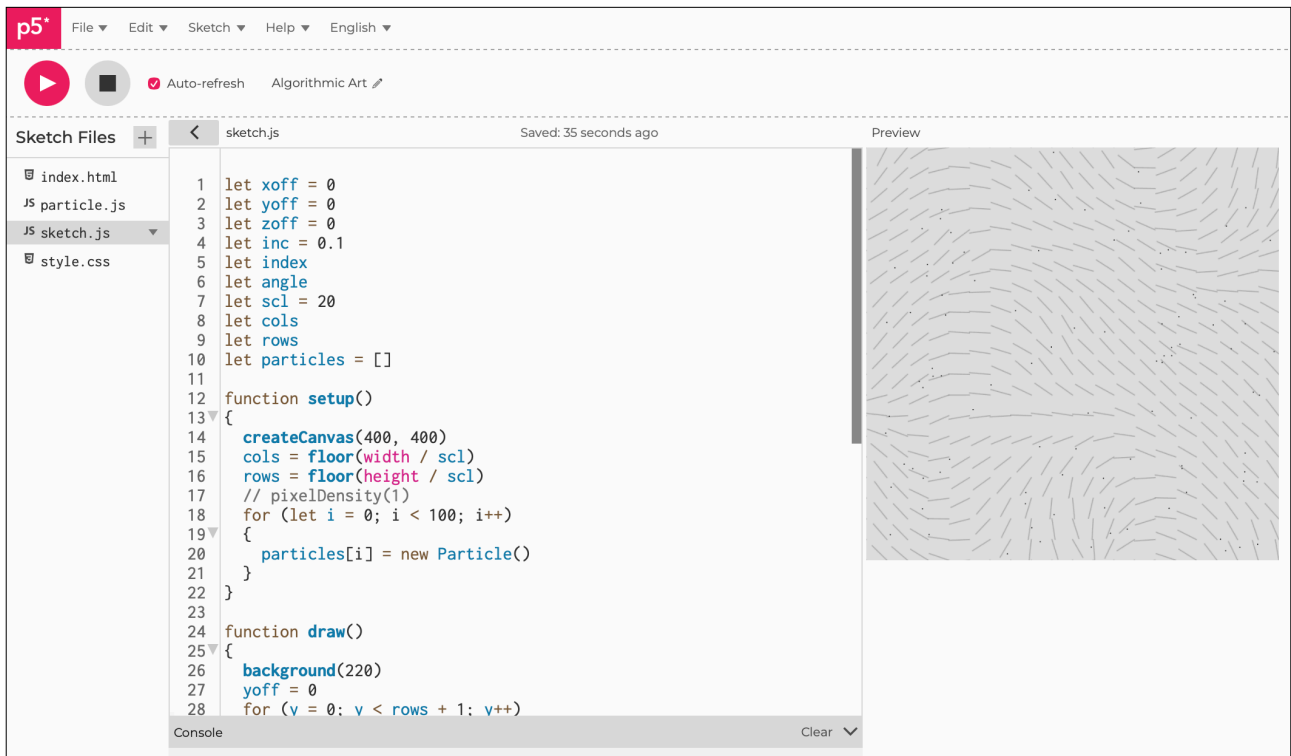 p5* File Edit Sketch Help English
Auto-refresh Algorithmic Art
Sketch Files + sketch.js Saved: 35 seconds ago Preview
index.html
JS particle.js
JS sketch.js
style.css
1 let xoff = 0
2 let yoff = 0
3 let zoff = 0
4 let inc = 0.1
5 let index
6 let angle
7 let scl = 20
8 let cols
9 let rows
10 let particles = []
11
12 function setup()
13 {
14   createCanvas(400, 400)
15   cols = floor(width / scl)
16   rows = floor(height / scl)
17   // pixelDensity(1)
18   for (let i = 0; i < 100; i++)
19   {
20     particles[i] = new Particle()
21   }
22 }
23
24 function draw()
25 {
26   background(220)
27   yoff = 0
28   for (y = 0; y < rows + 1; y++)
Console Clear